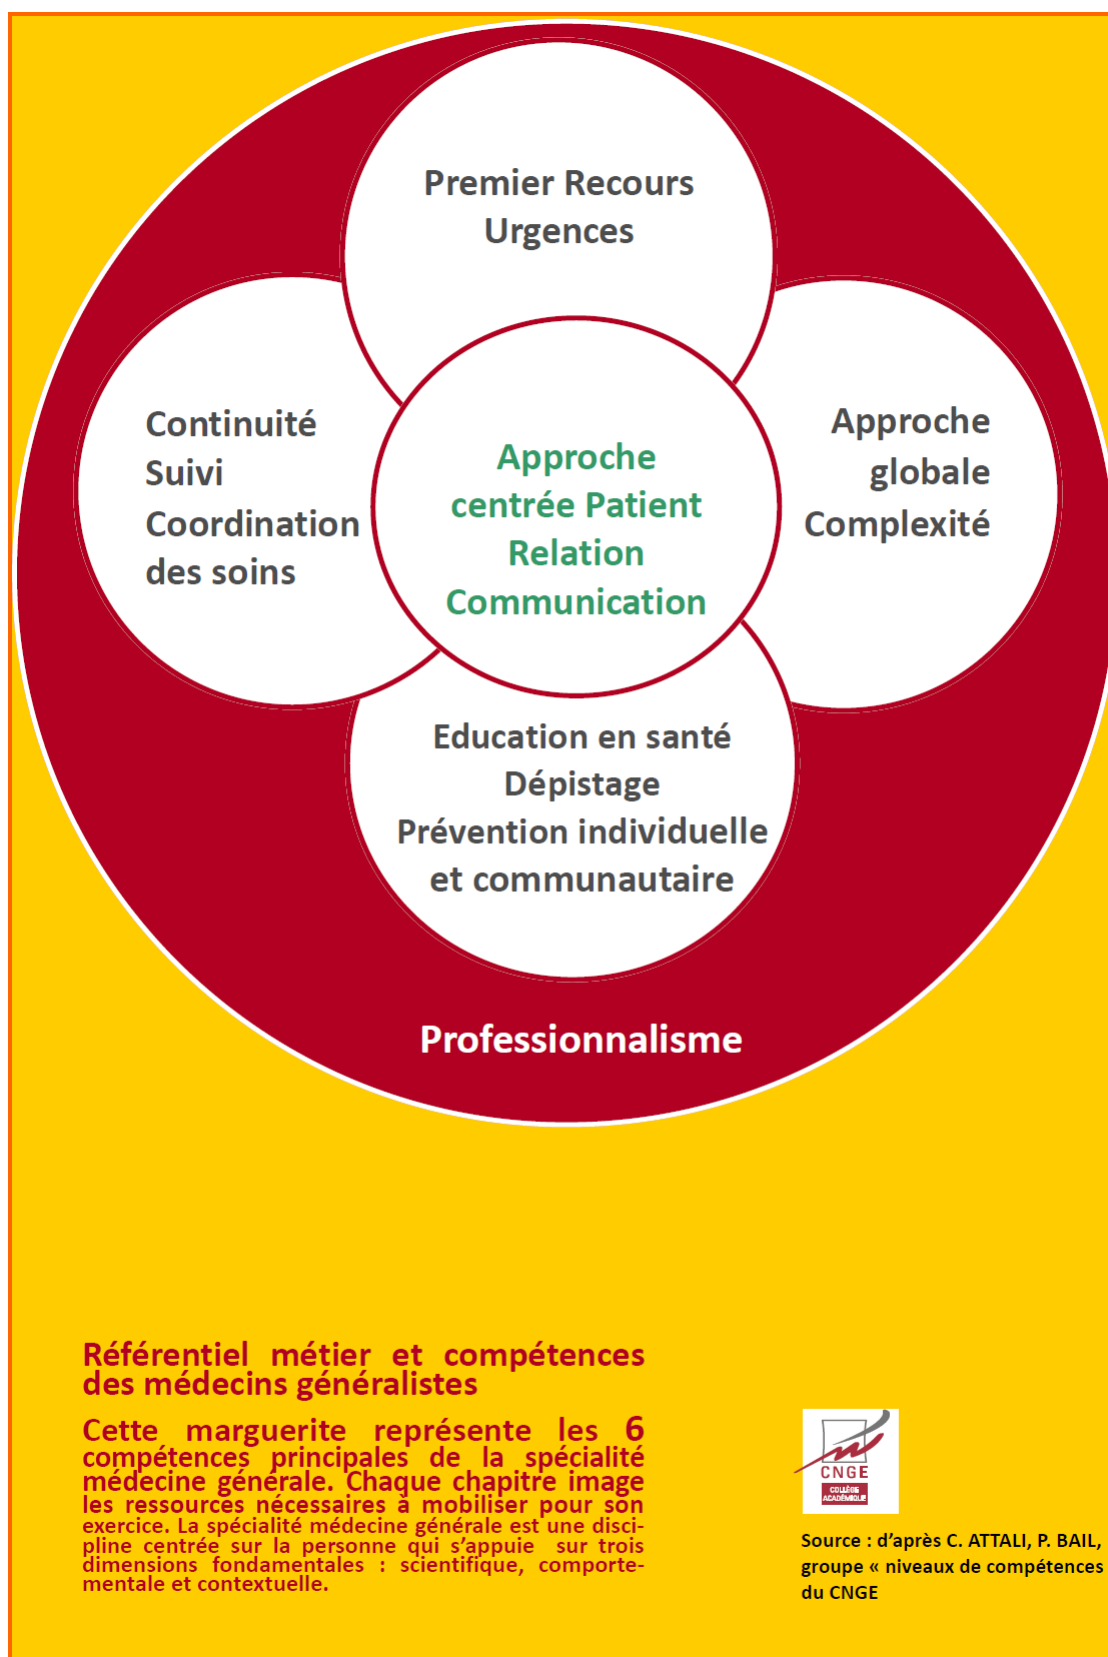 Premier Recours
Urgences
Continuité
Suivi
Coordination
des soins
Approche
centrée Patient
Relation
Communication
Approche
globale
Complexité
Education en santé
Dépistage
Prévention individuelle
et communautaire
Professionnalisme
Référentiel métier et compétences
des médecins généralistes
Cette marguerite représente les 6
compétences principales de la spécialité
médecine générale. Chaque chapitre image
les ressources nécessaires à mobiliser pour son
exercice. La spécialité médecine générale est une disci-
pline centrée sur la personne qui s'appuie sur trois
dimensions fondamentales : scientifique, comporte-
mentale et contextuelle.
CNGE
COLLÈGE
ACADÉMIQUE
Source : d'après C. ATTALI, P. BAIL,
groupe « niveaux de compétences
du CNGE